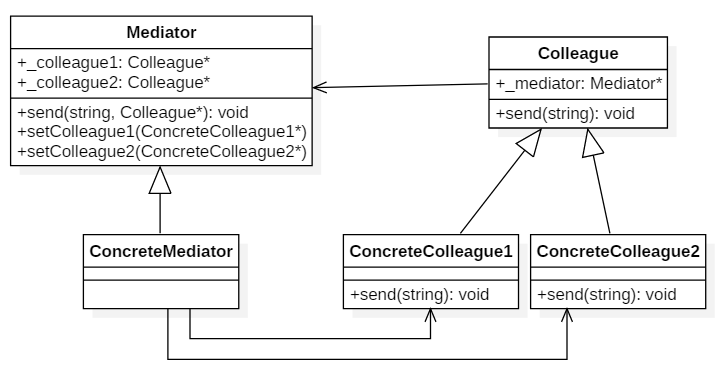 Mediator
+_colleague1: Colleague*
+_colleague2: Colleague*
+send(string, Colleague*): void
+setColleague1(ConcreteColleague1*)
+setColleague2(ConcreteColleague2*)
Colleague
+_mediator: Mediator*
+send(string): void
ConcreteMediator
ConcreteColleague1
+send(string): void
ConcreteColleague2
+send(string): void